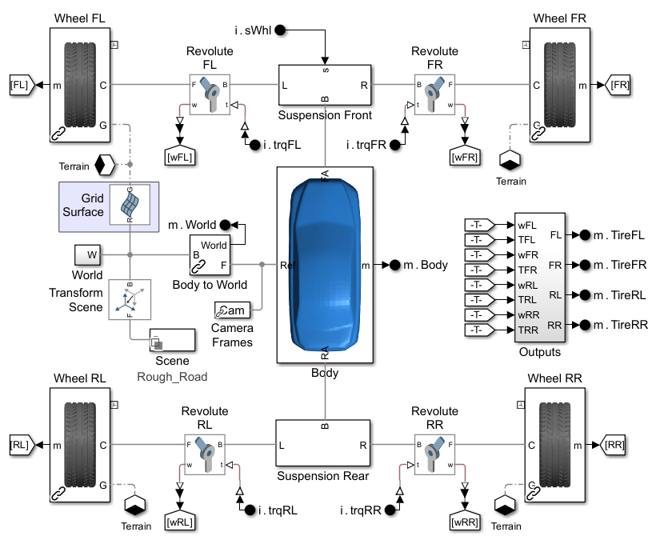 Wheel FL
i.sWhl
Wheel FR
Revolute
FL
Revolute
FR
[FL]
m
C
G
F
B
w
t
L
s
R
B
Suspension Front
B
F
t
w
C
m
G
[FR]
[wFL]
i.trqFL
i.trqFR
[wFR]
Terrain
Terrain
Grid
Surface
G
R
m.World
World
B
F
Body to World
W
World
Transform
Scene
B
F
Cam
Camera
Frames
Scene
Rough_Road
FA
Ref
m
RA
Body
m.Body
-T-
-T-
-T-
-T-
-T-
-T-
-T-
-T-
wFL
TFL
wFR
TFR
wRL
TRL
wRR
TRR
FL
FR
RL
RR
Outputs
m.TireFL
m.TireFR
m.TireRL
m.TireRR
Wheel RL
Wheel RR
Revolute
RL
Revolute
RR
[RL]
m
C
G
F
B
w
t
B
L
R
Suspension Rear
B
F
t
w
C
m
G
[RR]
Terrain
[wRL]
i.trqRL
i.trqRR
[wRR]
Terrain